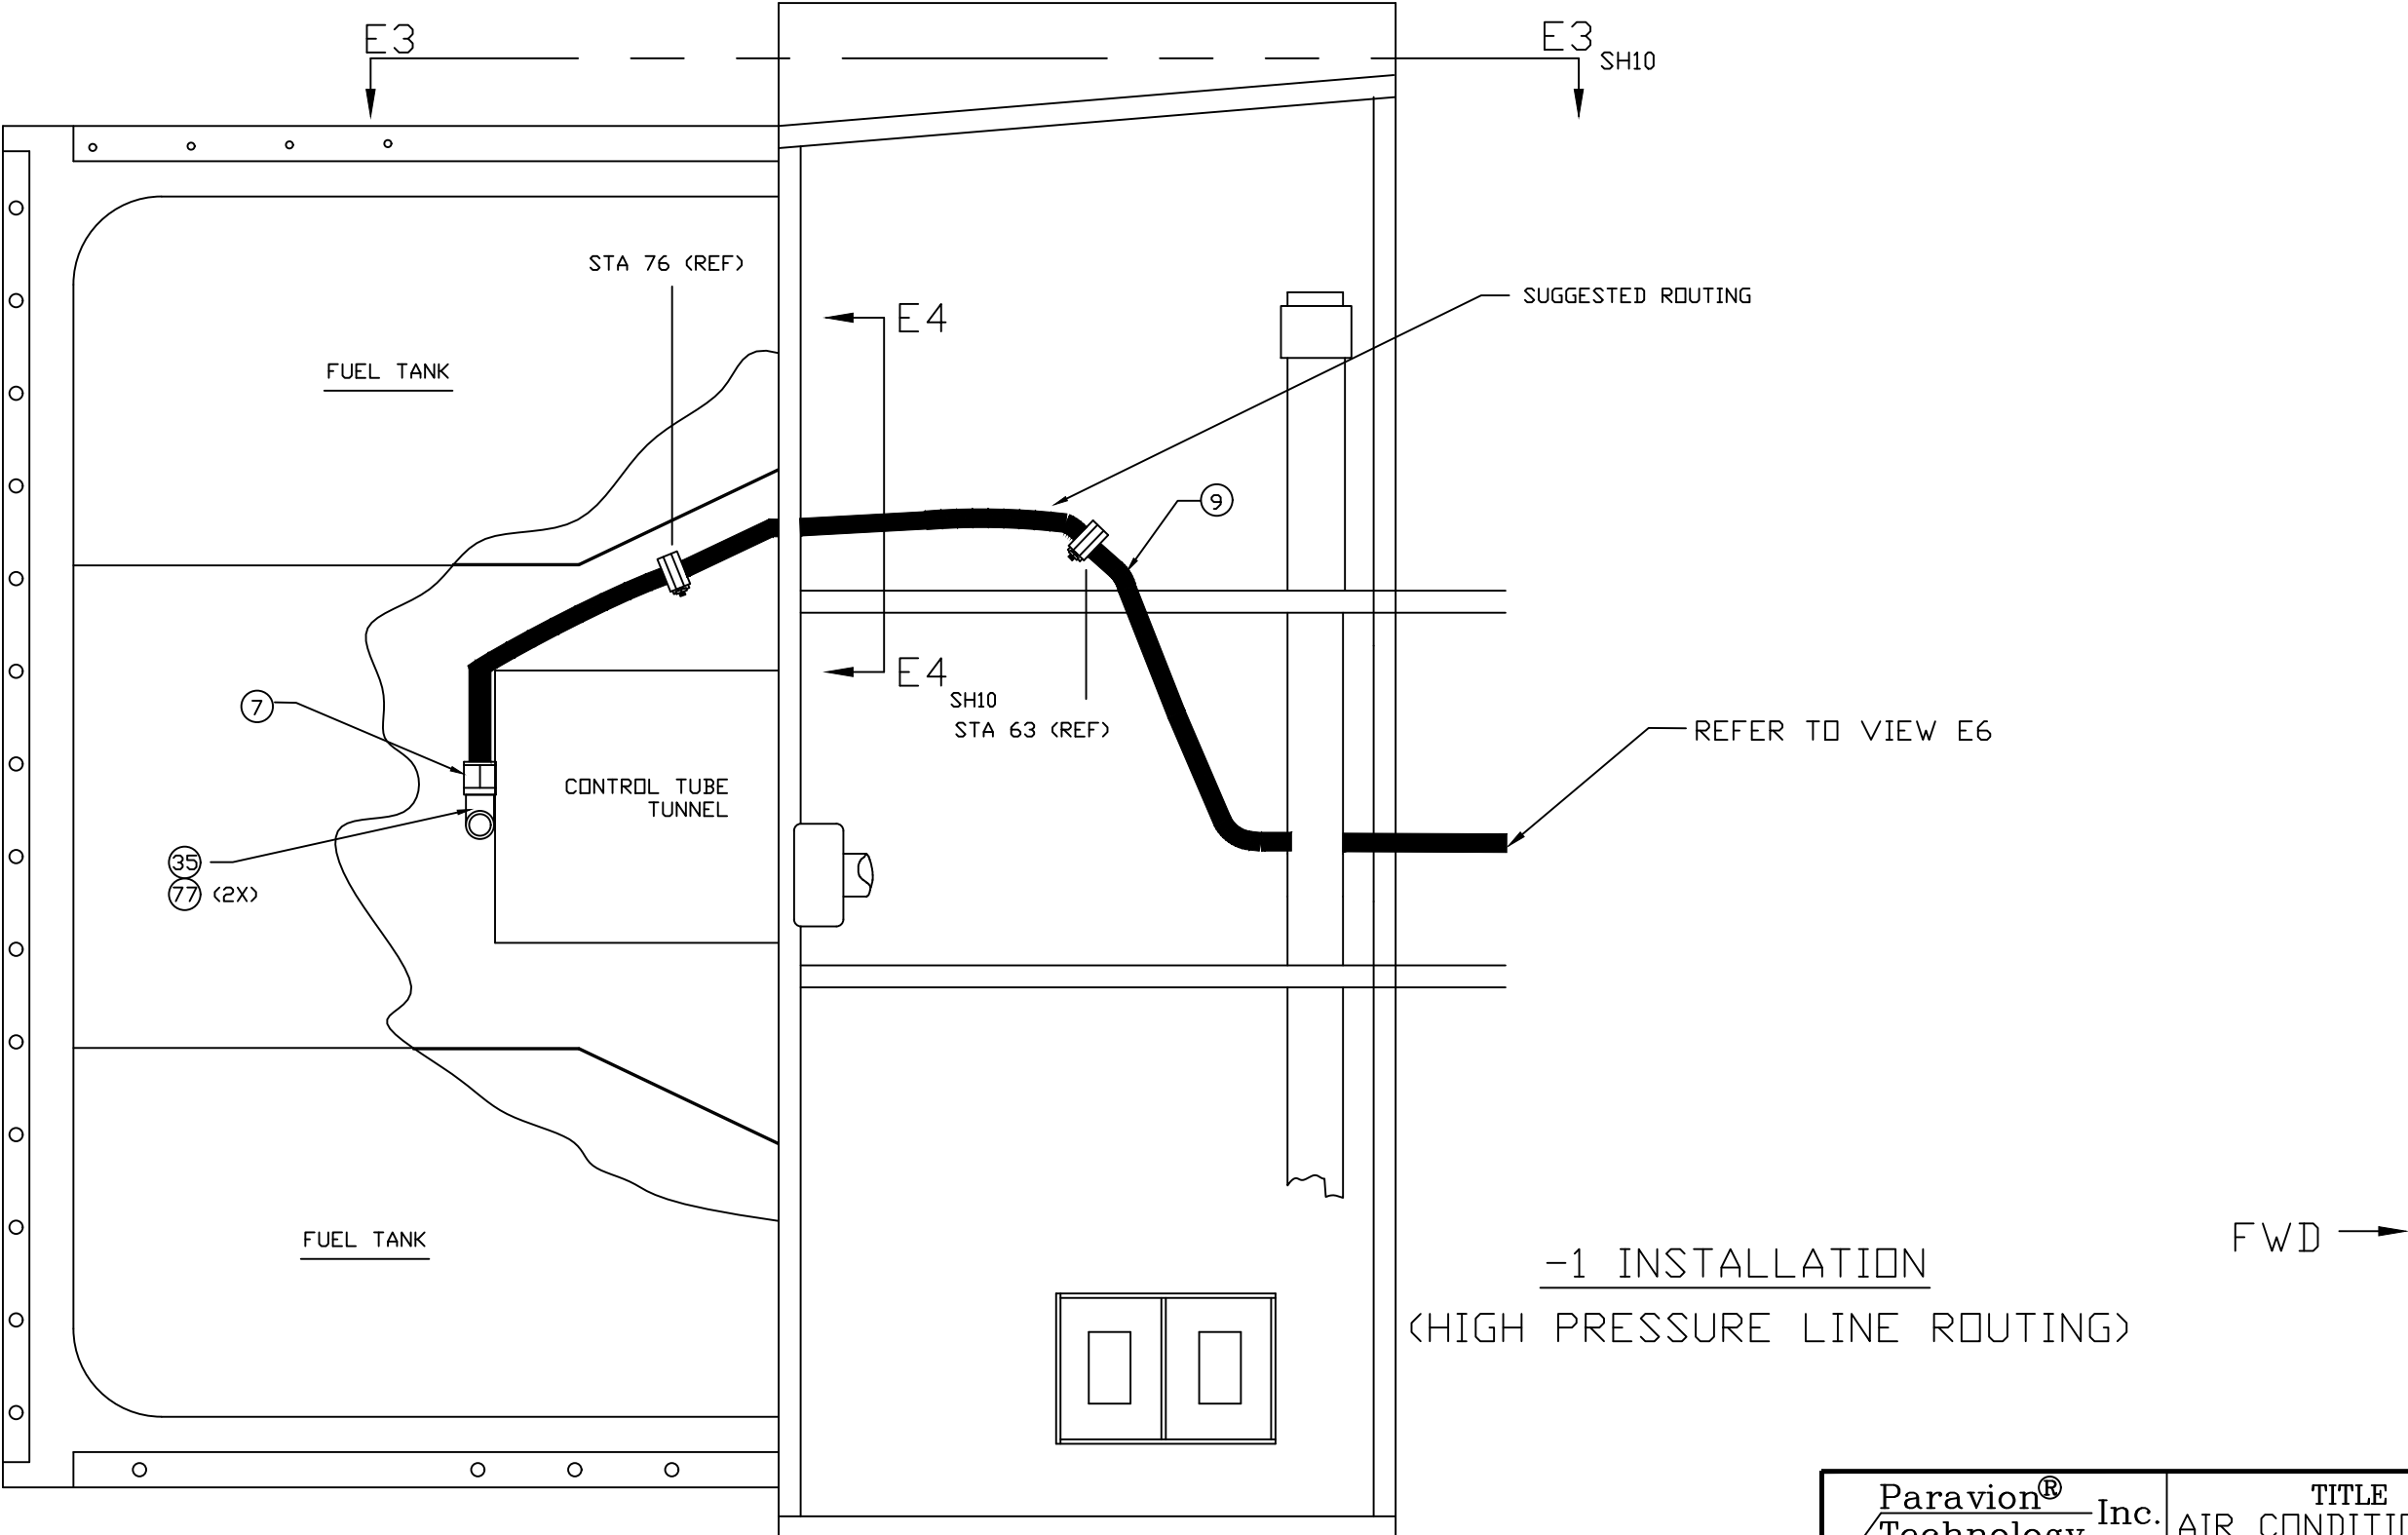 E3
E3
SH10
STA 76 (REF)
SUGGESTED ROUTING
E4
FUEL TANK
9
E4
SH10
7
STA 63 (REF)
REFER TO VIEW E6
CONTROL TUBE
TUNNEL
35
77 (2X)
FWD
FUEL TANK
-1 INSTALLATION
(HIGH PRESSURE LINE ROUTING)
Paravion®
Technology
Inc.
TITLE
AIR